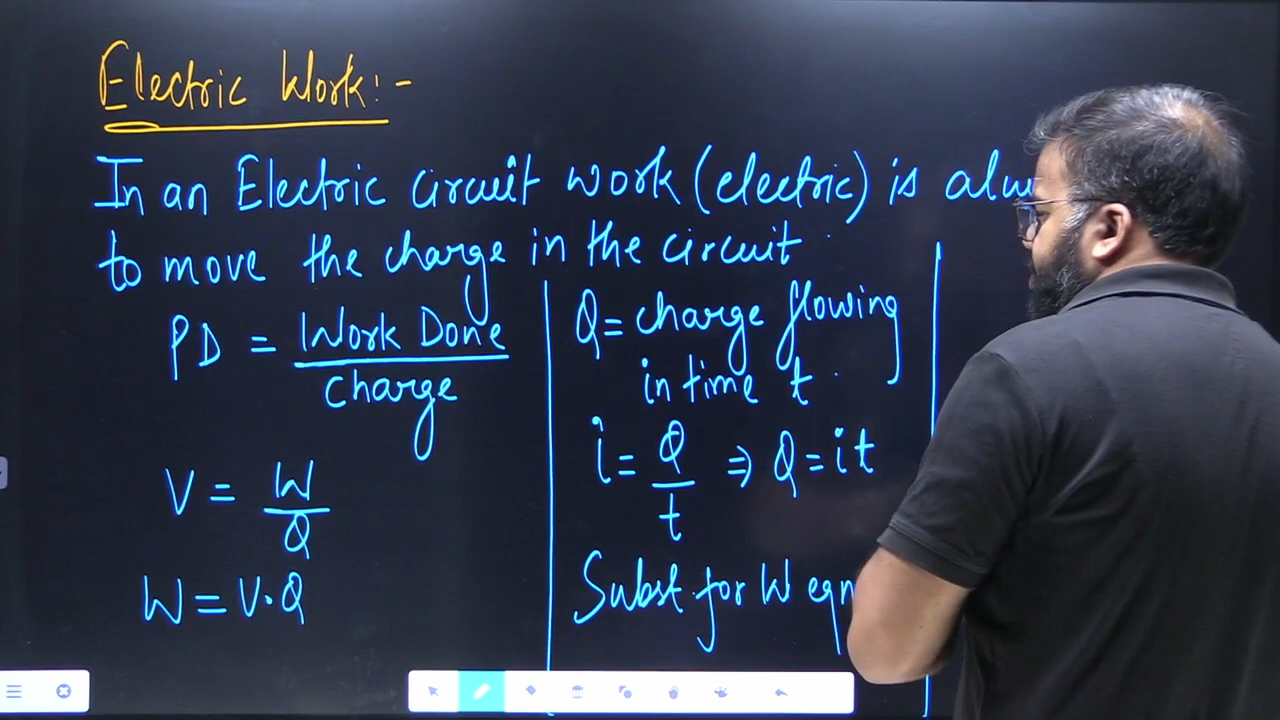 Electric Work:-
In an Electric circuit work (electric) is
to move the charge in the circuit
PD = Work Done / Charge
V = W / Q
W = V.Q
Q = charge flowing
in time t.
i = Q / t ⇒ Q = it
Subst. for W eqn